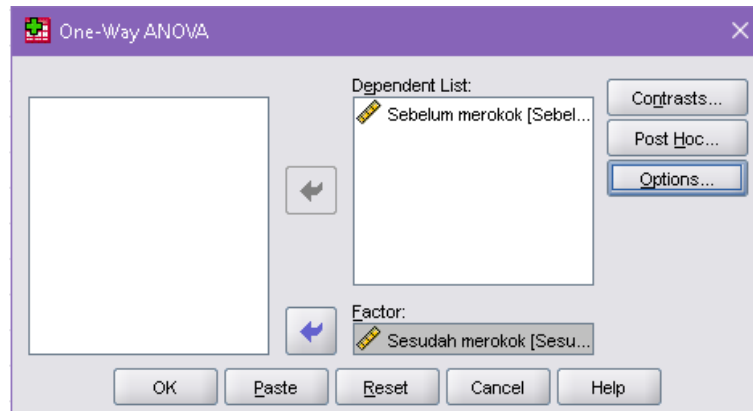 One-Way ANOVA
Dependent List:
Sebelum merokok [Sebel...
Contrasts...
Post Hoc...
Options...
Factor:
Sesudah merokok [Sesu...
OK
Paste
Reset
Cancel
Help